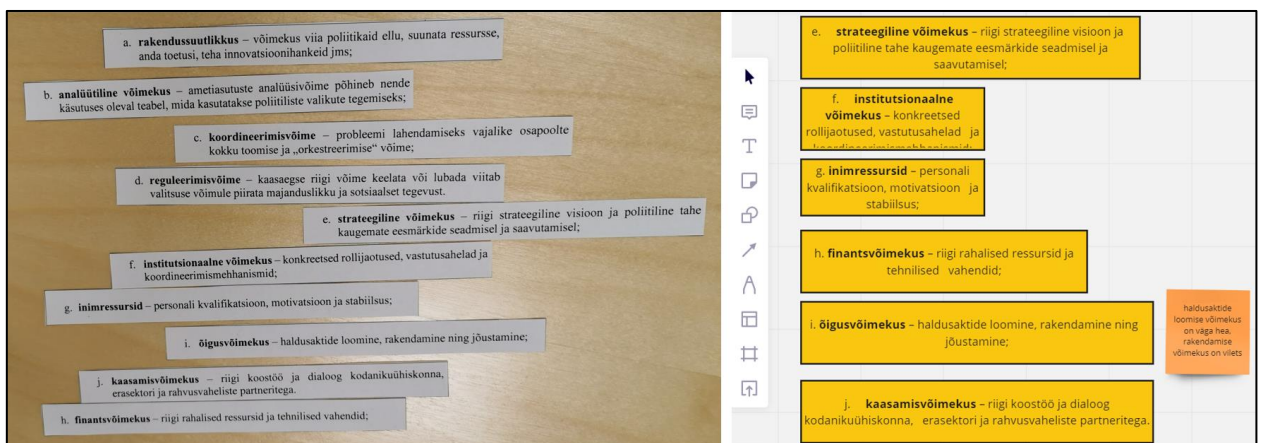 a. rakendussuutlikkus – võimekus viia poliitikaid ellu, suunata ressursse,
anda toetusi, teha innovatsioonihankeid jms;
b. analüütiline võimekus – ametiasutuste analüüsivõime põhineb nende
käsutuses oleval teabel, mida kasutatakse poliitiliste valikute tegemiseks;
c. koordineerimisvõime – probleemi lahendamiseks vajalike osapoolte
kokku toomise ja „orkestreerimise“ võime;
d. reguleerimisvõime – kaasaegse riigi võime keelata või lubada viitab
valitsuse võimule piirata majanduslikku ja sotsiaalset tegevust.
e. strateegiline võimekus – riigi strateegiline visioon ja poliitiline tahe
kaugemate eesmärkide seadmisel ja saavutamisel;
f. institutsionaalne võimekus – konkreetsed rollijaotused, vastutusahelad ja
koordineerimismehhanismid;
g. inimressursid – personali kvalifikatsioon, motivatsioon ja stabiilsus;
i. õigusvõimekus – haldusaktide loomine, rakendamine ning jõustamine;
j. kaasamisvõimekus – riigi koostöö ja dialoog kodanikuühiskonna,
erasektori ja rahvusvaheliste partneritega.
h. finantsvõimekus – riigi rahalised ressursid ja tehnilised vahendid;
e. strateegiline võimekus – riigi strateegiline visioon ja
poliitiline tahe kaugemate eesmärkide seadmisel ja
saavutamisel;
f. institutsionaalne
võimekus – konkreetsed
rollijaotused, vastutusahelad ja
koordineerimismehhanismid;
g. inimressursid – personali
kvalifikatsioon, motivatsioon ja
stabiilsus;
h. finantsvõimekus – riigi rahalised ressursid ja
tehnilised vahendid;
i. õigusvõimekus – haldusaktide loomine, rakendamine ning
jõustamine;
haldusaktide
loomise võimekus
on väga hea,
rakendamise
võimekus on vilets
j. kaasamisvõimekus – riigi koostöö ja dialoog
kodanikuühiskonna, erasektori ja rahvusvaheliste partneritega.